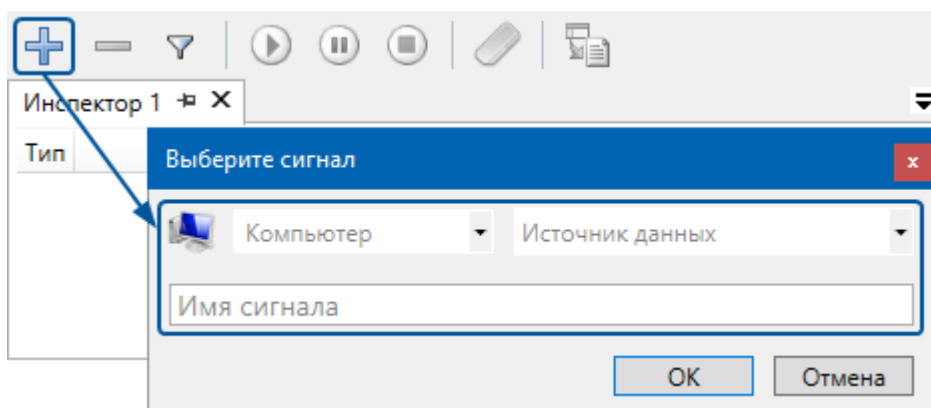 Инспектор 1
Тип
Выберите сигнал
Компьютер Источник данных
Имя сигнала
OK Отмена